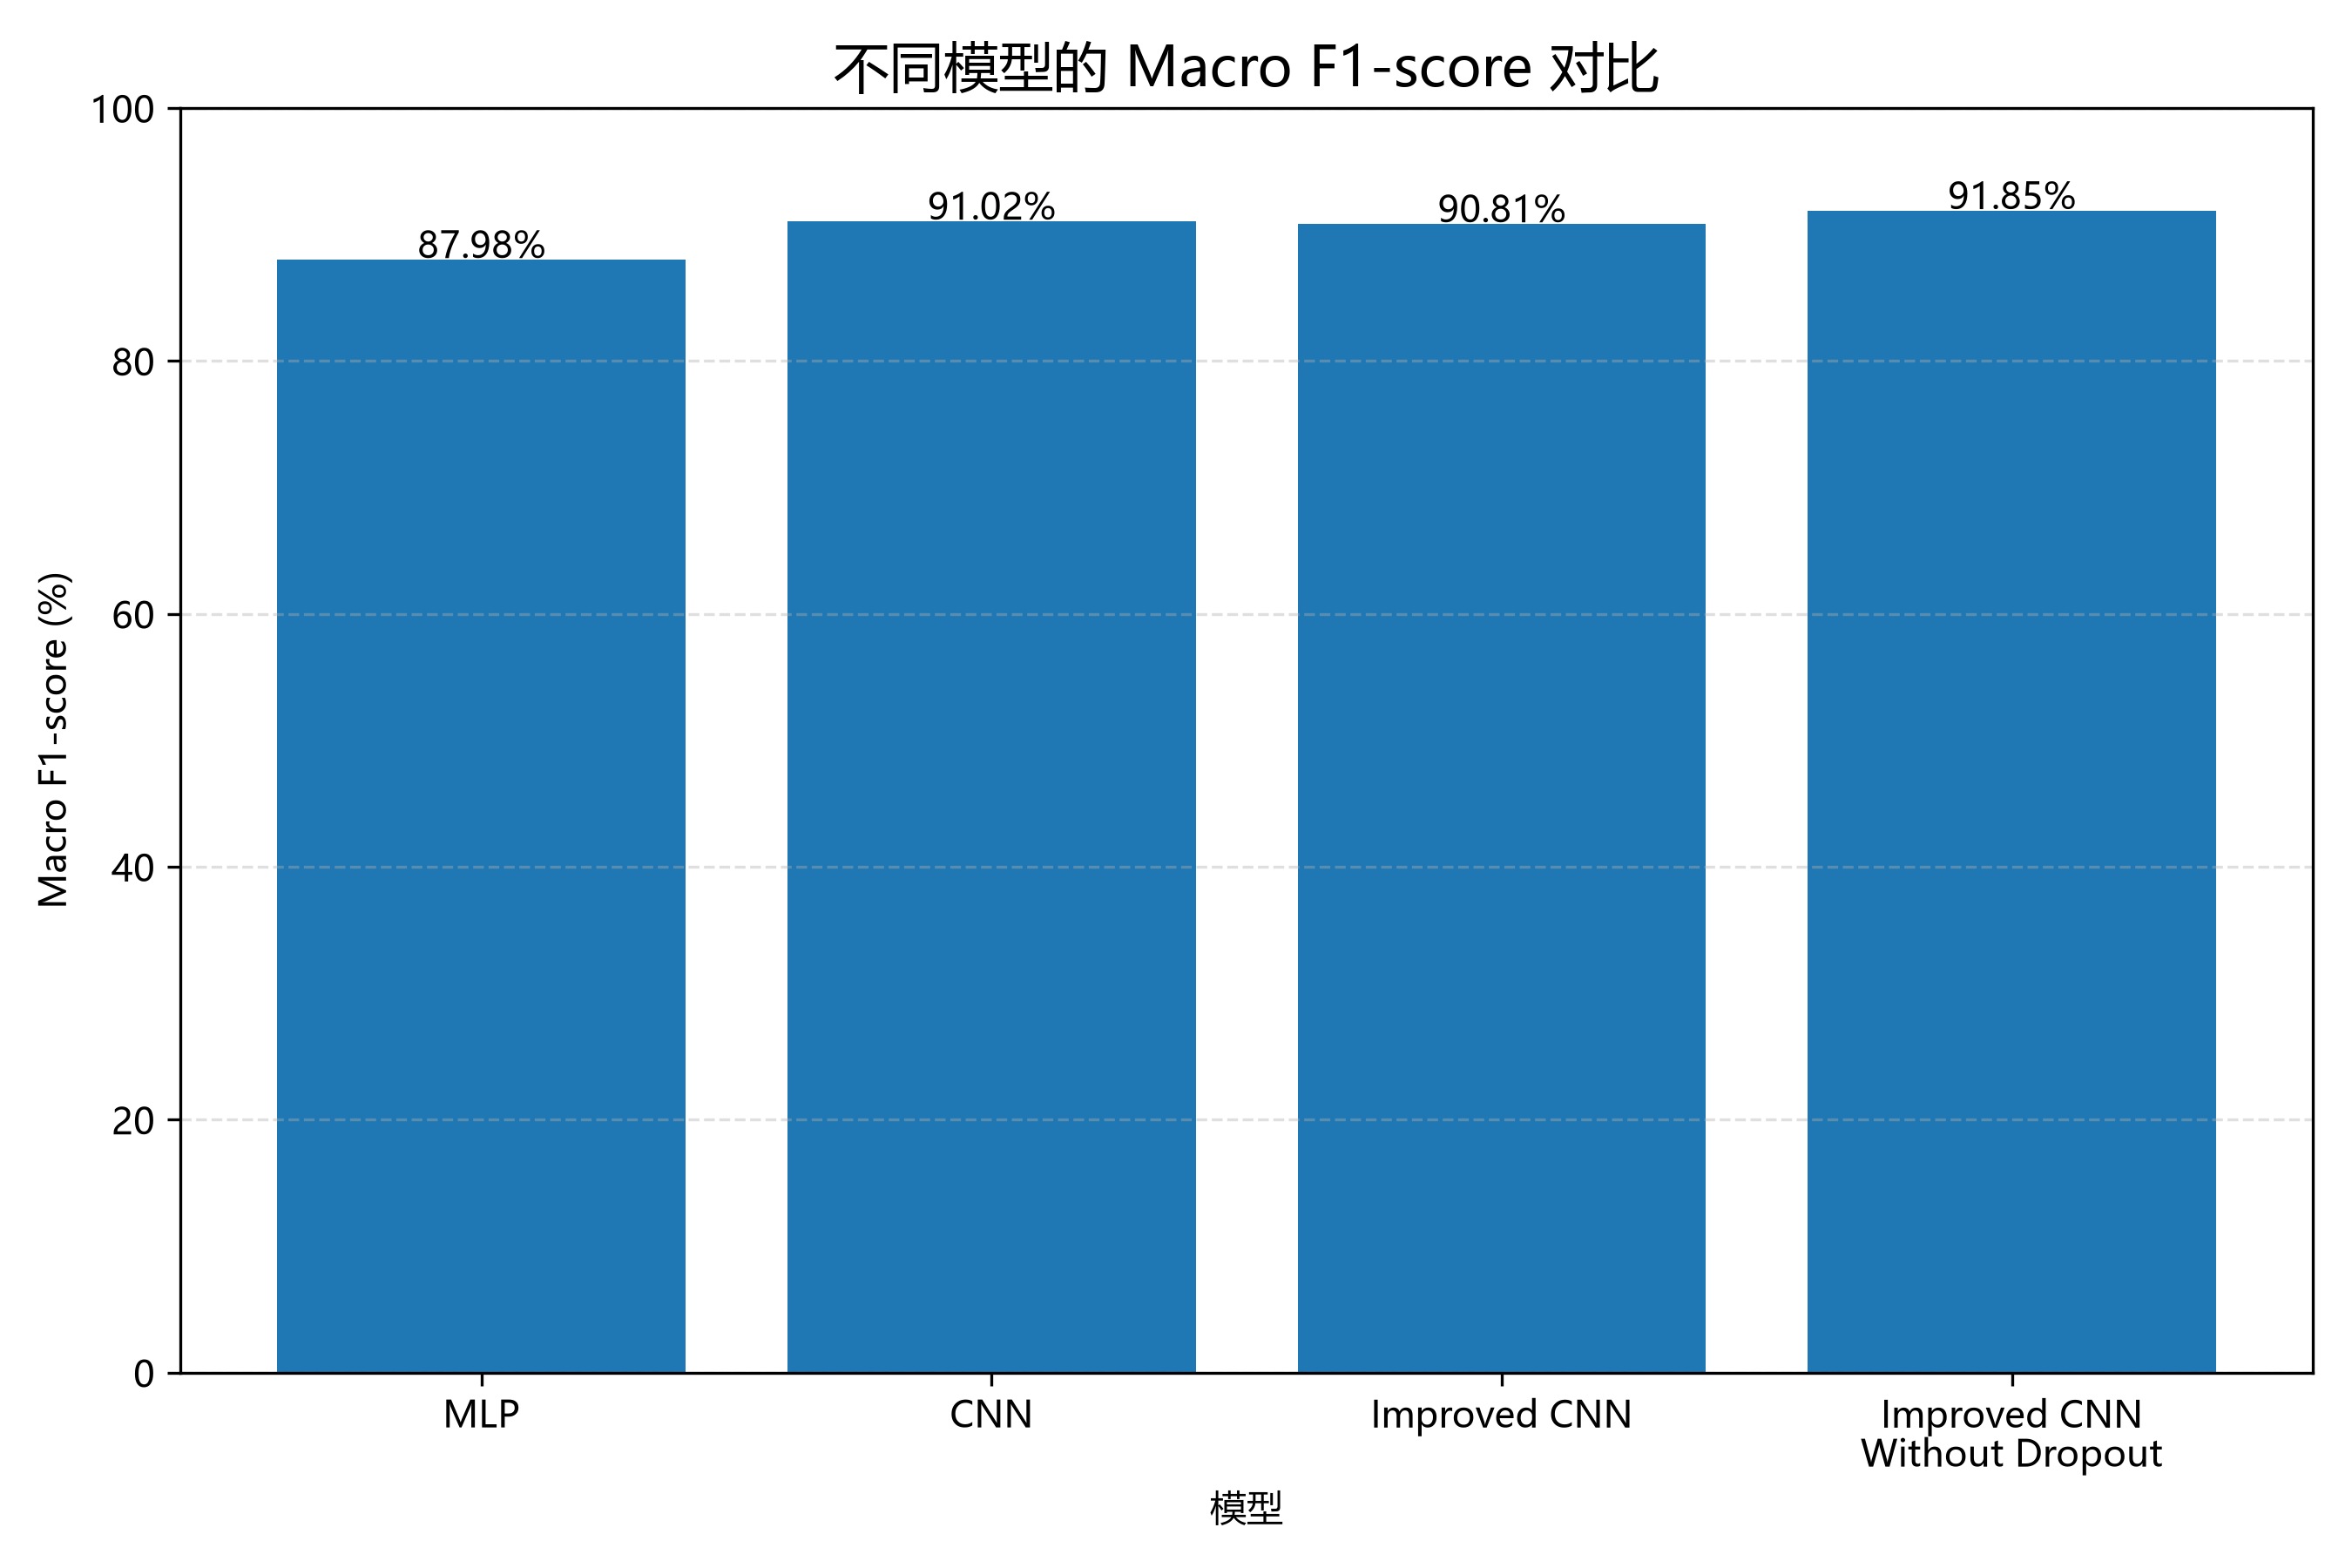 不同模型的 Macro F1-score 对比
Macro F1-score (%)
100
80
60
40
20
0
87.98%
91.02%
90.81%
91.85%
MLP
CNN
Improved CNN
Improved CNN
Without Dropout
模型